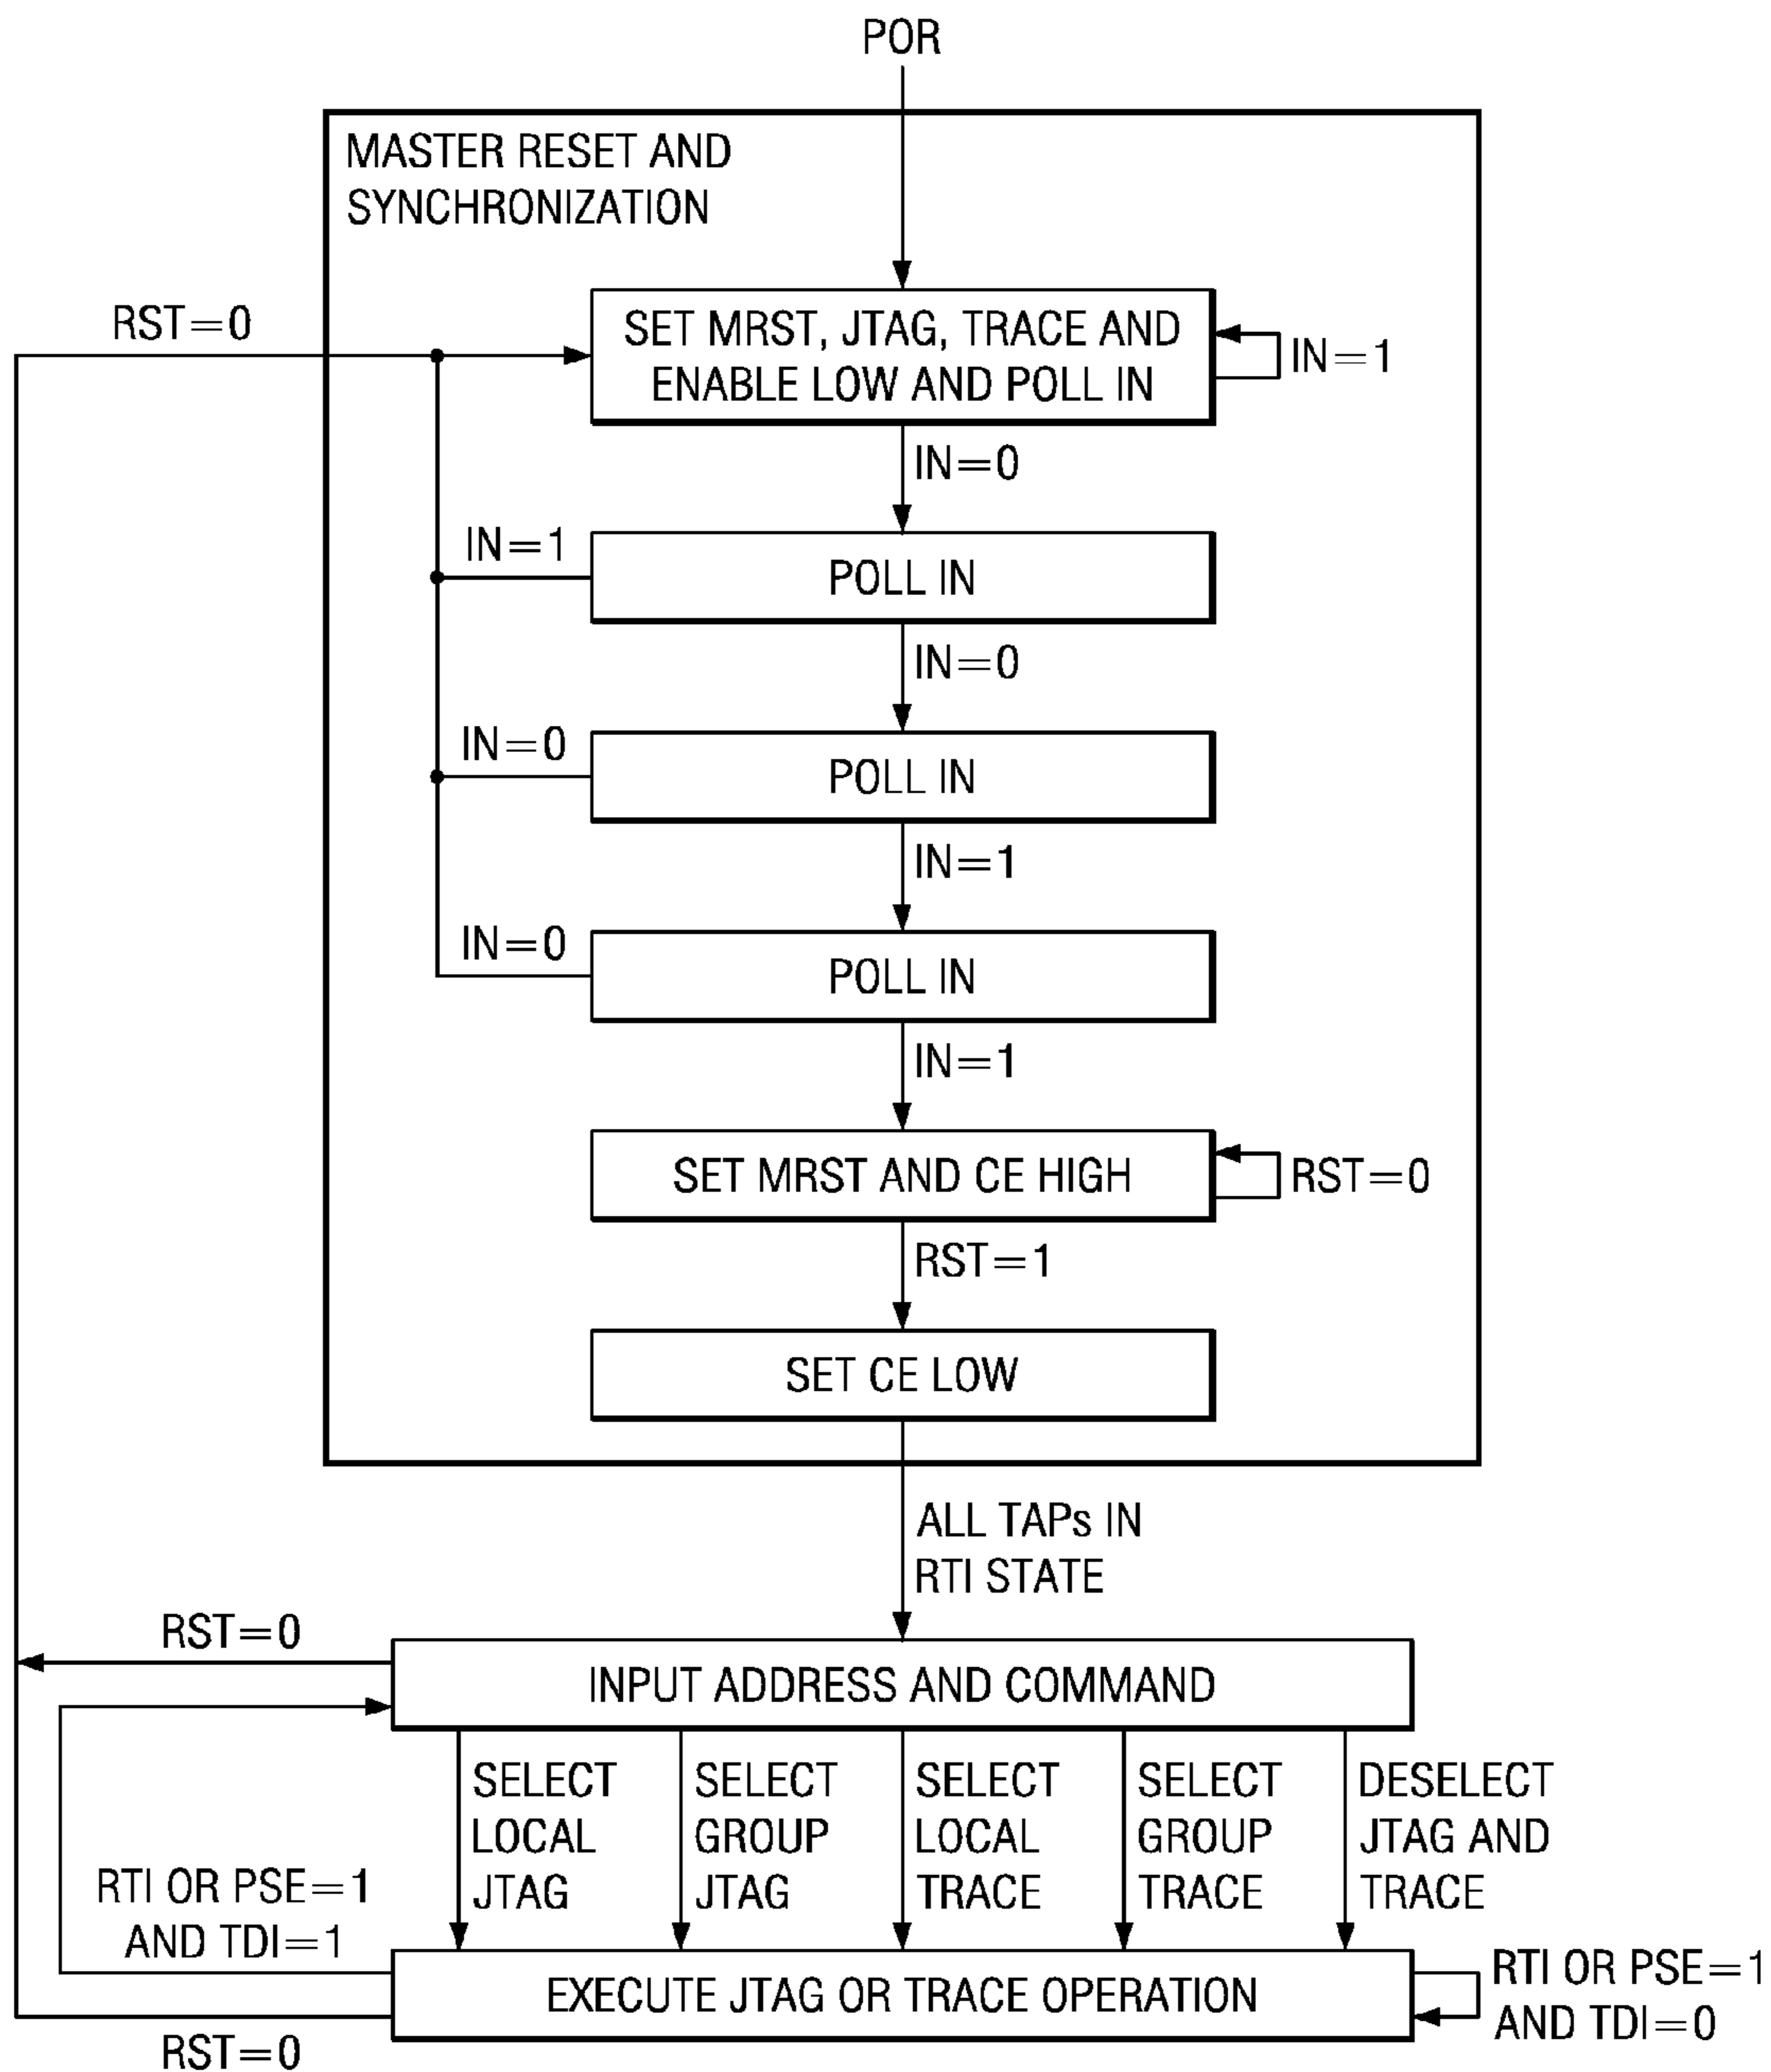 POR
MASTER RESET AND
SYNCHRONIZATION
RST=0
SET MRST, JTAG, TRACE AND
ENABLE LOW AND POLL IN
IN=1
IN=0
IN=1
POLL IN
IN=0
IN=0
POLL IN
IN=1
IN=0
POLL IN
IN=1
SET MRST AND CE HIGH
RST=0
RST=1
SET CE LOW
ALL TAPs IN
RTI STATE
RST=0
INPUT ADDRESS AND COMMAND
SELECT
LOCAL
JTAG
SELECT
GROUP
JTAG
SELECT
LOCAL
TRACE
SELECT
GROUP
TRACE
DESELECT
JTAG AND
TRACE
RTI OR PSE=1
AND TDI=1
EXECUTE JTAG OR TRACE OPERATION
RTI OR PSE=1
AND TDI=0
RST=0